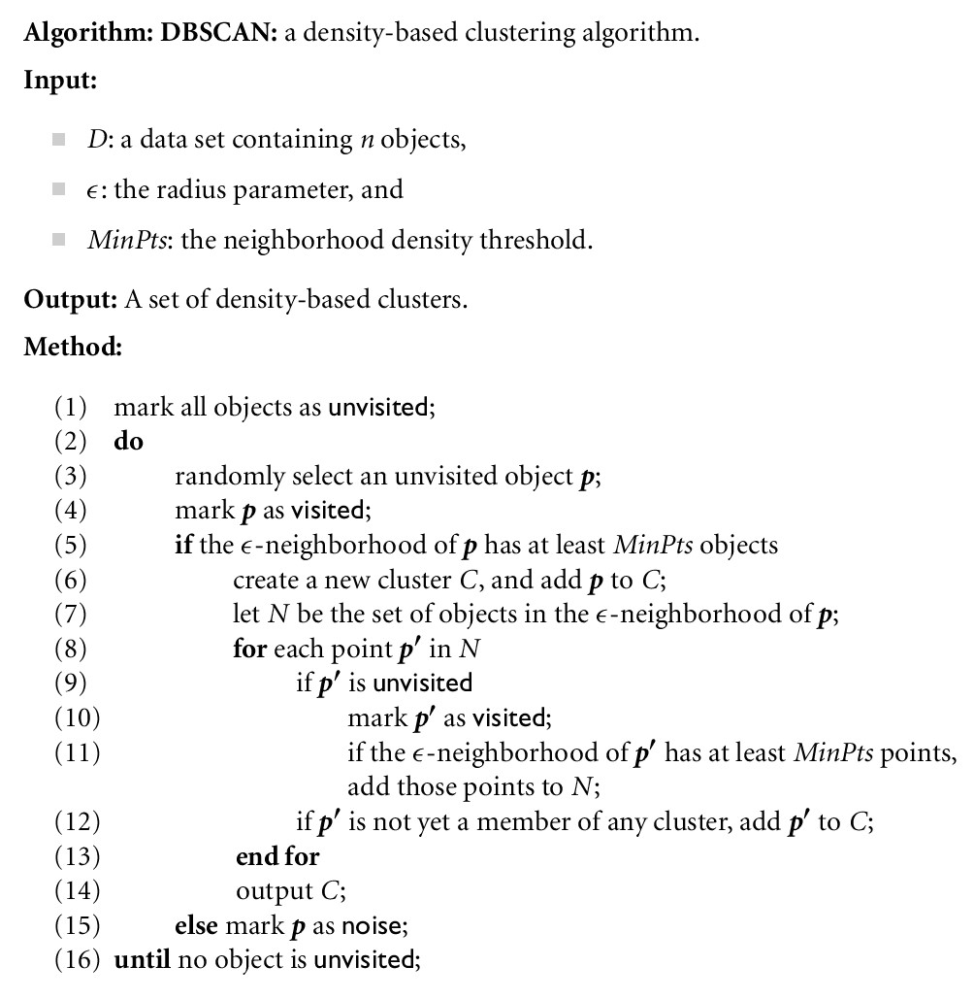 Algorithm: DBSCAN: a density-based clustering algorithm.
Input:
D: a data set containing n objects,
ϵ: the radius parameter, and
MinPts: the neighborhood density threshold.
Output: A set of density-based clusters.
Method:
(1) mark all objects as unvisited;
(2) do
(3) randomly select an unvisited object p;
(4) mark p as visited;
(5) if the ϵ-neighborhood of p has at least MinPts objects
(6) create a new cluster C, and add p to C;
(7) let N be the set of objects in the ϵ-neighborhood of p;
(8) for each point p′ in N
(9) if p′ is unvisited
(10) mark p′ as visited;
(11) if the ϵ-neighborhood of p′ has at least MinPts points,
add those points to N;
(12) if p′ is not yet a member of any cluster, add p′ to C;
(13) end for
(14) output C;
(15) else mark p as noise;
(16) until no object is unvisited;